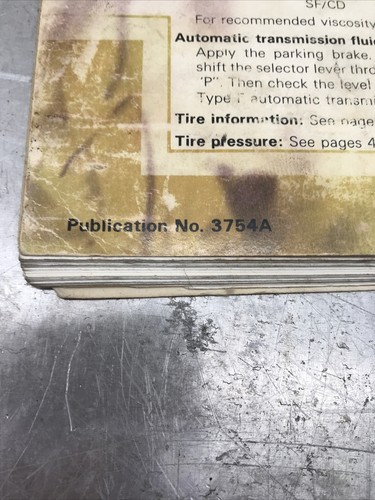 SF/CD
For recommended viscosity
Automatic transmission fluid
Apply the parking brake.
shift the selector lever thro
"P". Then check the level
Type F automatic transmi
Tire information: See page
Tire pressure: See pages 4
Publication No. 3754A